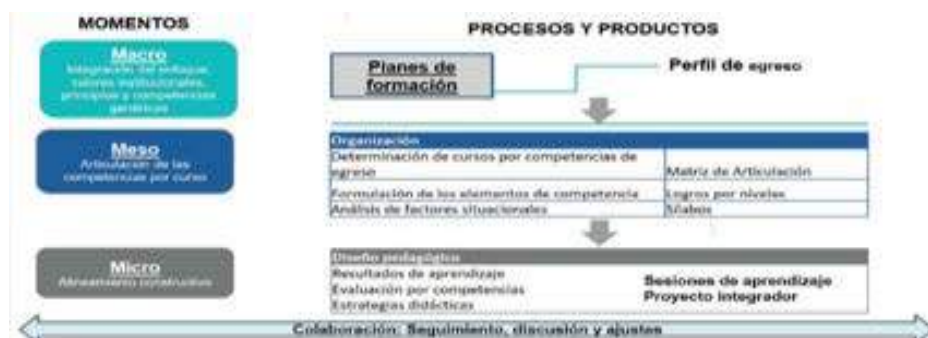 MOMENTOS
PROCESOS Y PRODUCTOS
Macro
Integración del enfoque,
valores institucionales,
principios y competencias
genéricas
Planes de
formación
Perfil de egreso
Meso
Articulación de las
competencias por curso
Organización
Determinación de cursos por competencias de
egreso
Matriz de Articulación
Formulación de los elementos de competencia
Logros por niveles
Análisis de factores situacionales
Sílabos
Micro
Alineamiento constructivo
Diseño pedagógico
Resultados de aprendizaje
Evaluación por competencias
Estrategias didácticas
Sesiones de aprendizaje
Proyecto integrador
Colaboración: Seguimiento, discusión y ajustes